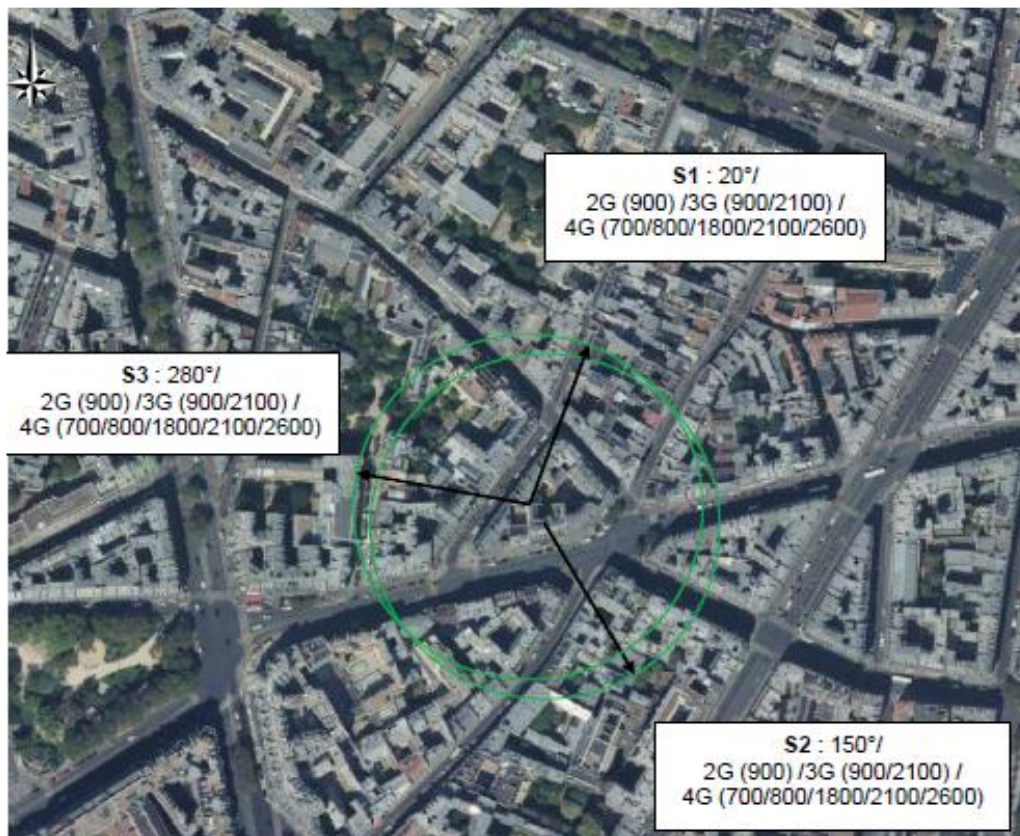 S1 : 20°/
2G (900) /3G (900/2100) /
4G (700/800/1800/2100/2600)
S3 : 280°/
2G (900) /3G (900/2100) /
4G (700/800/1800/2100/2600)
S2 : 150°/
2G (900) /3G (900/2100) /
4G (700/800/1800/2100/2600)